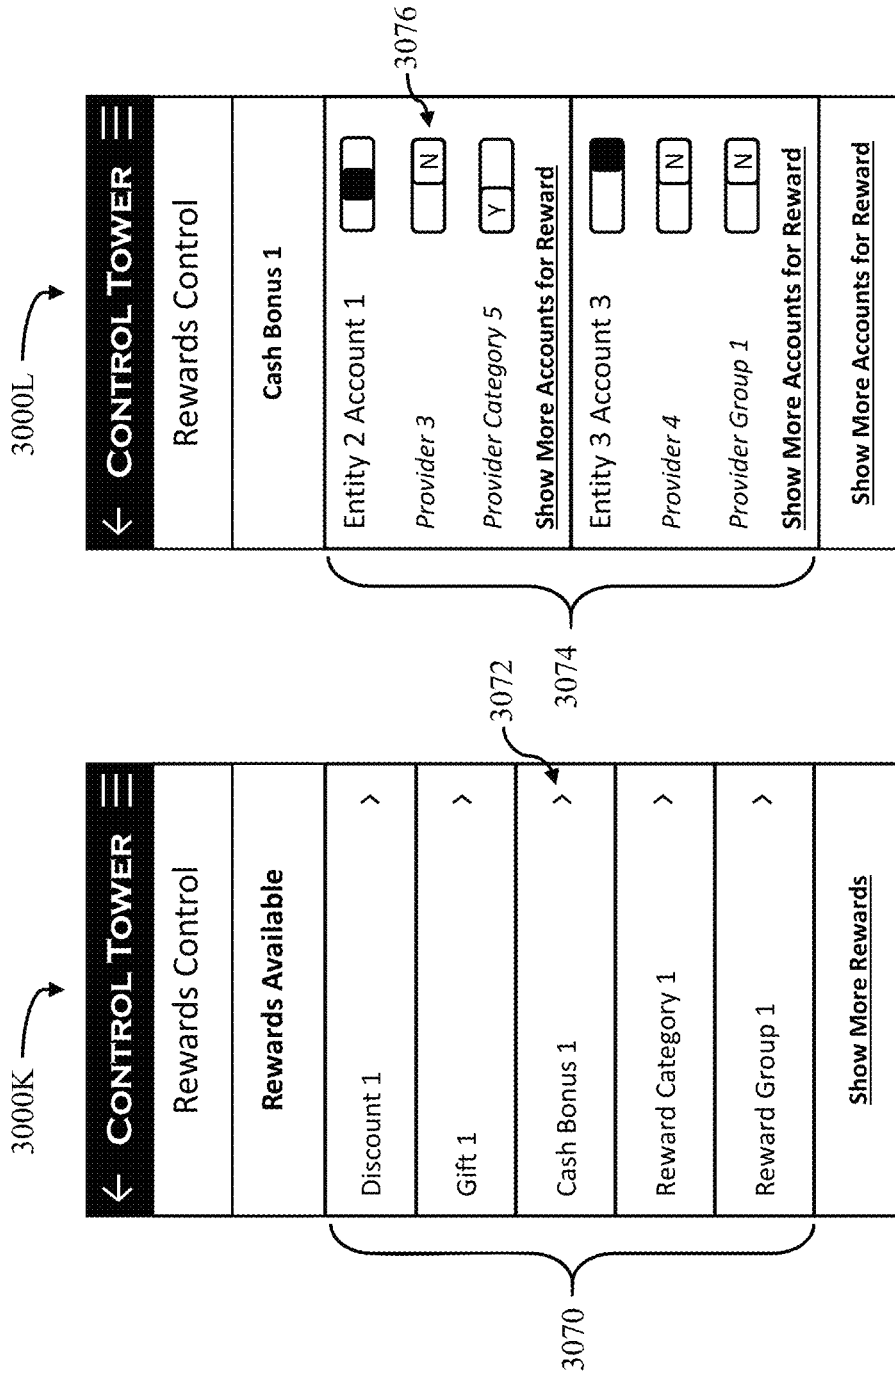 3000K
← CONTROL TOWER
Rewards Control
Rewards Available
Discount 1 >
Gift 1 >
Cash Bonus 1 >
Reward Category 1 >
Reward Group 1 >
Show More Rewards
3070
3072
3000L
← CONTROL TOWER
Rewards Control
Cash Bonus 1
Entity 2 Account 1
Provider 3 N
Provider Category 5 Y
Show More Accounts for Reward
Entity 3 Account 3
Provider 4 N
Provider Group 1 N
Show More Accounts for Reward
Show More Accounts for Reward
3074
3076